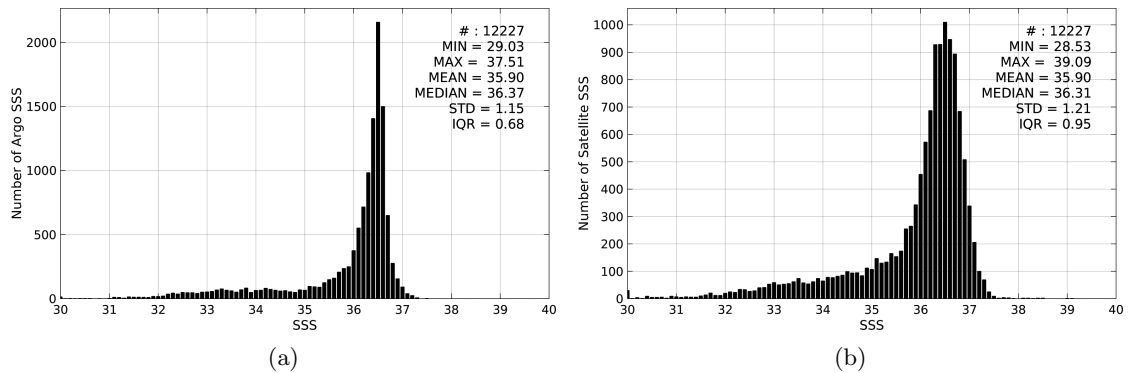 # : 12227
MIN = 29.03
MAX = 37.51
MEAN = 35.90
MEDIAN = 36.37
STD = 1.15
IQR = 0.68
Number of Argo SSS
2000
1500
1000
500
0
30 31 32 33 34 35 36 37 38 39 40
SSS
(a)
# : 12227
MIN = 28.53
MAX = 39.09
MEAN = 35.90
MEDIAN = 36.31
STD = 1.21
IQR = 0.95
Number of Satellite SSS
1000
900
800
700
600
500
400
300
200
100
0
30 31 32 33 34 35 36 37 38 39 40
SSS
(b)